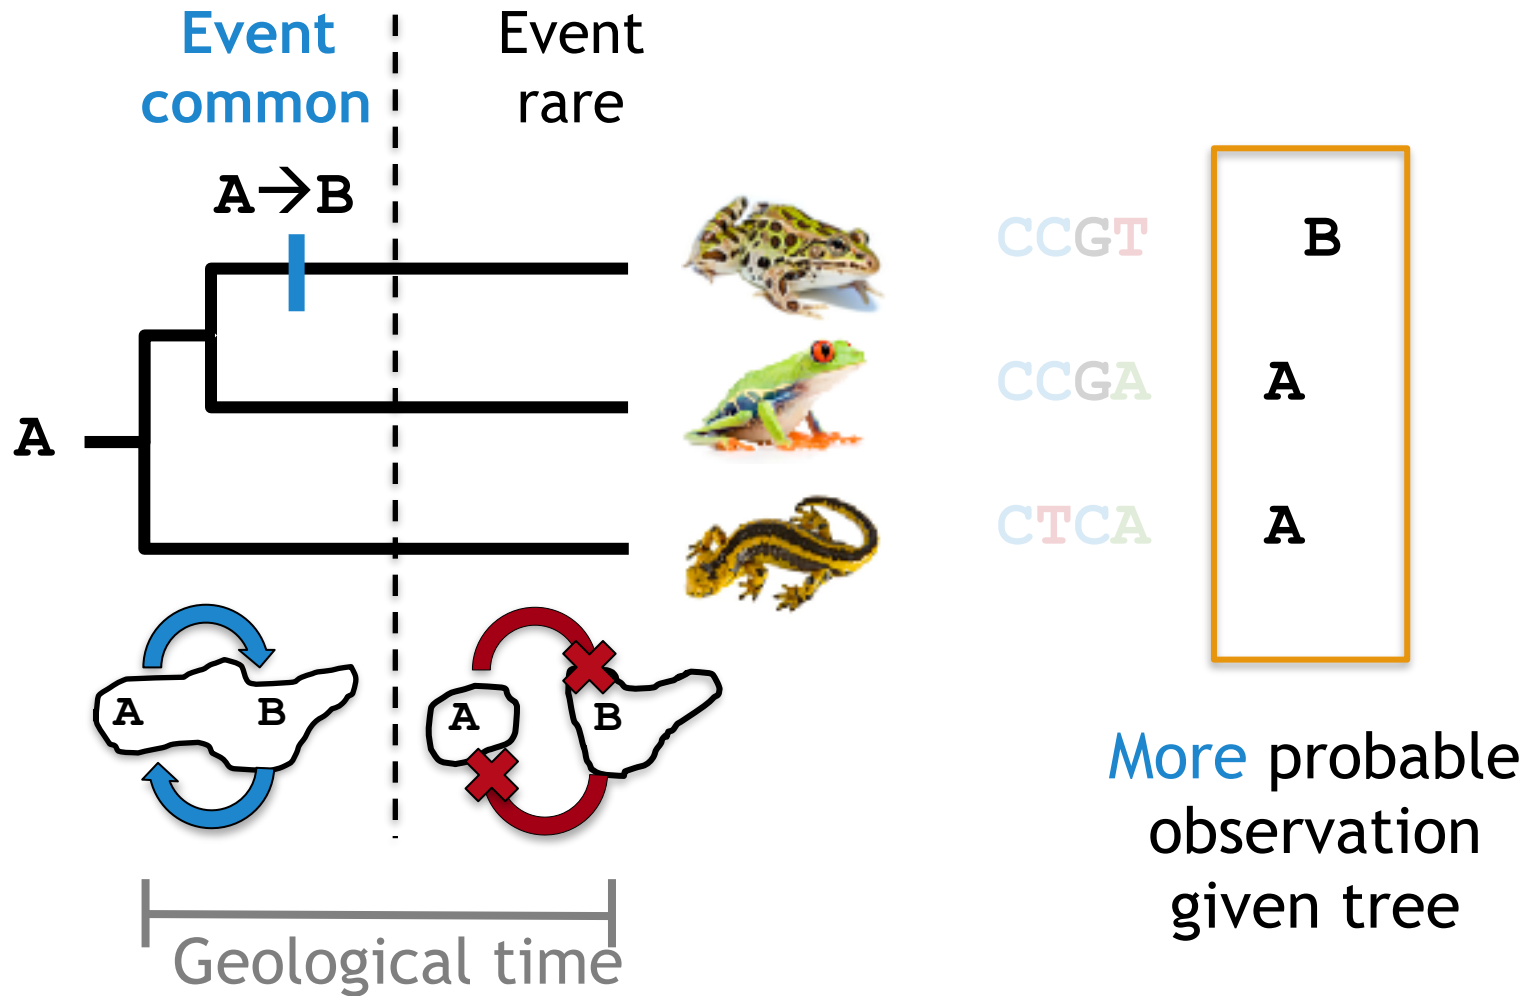 Event
common
Event
rare
A→B
A
CCGT
B
CCGA
A
CTCA
A
A
B
A
B
More probable
observation
given tree
Geological time